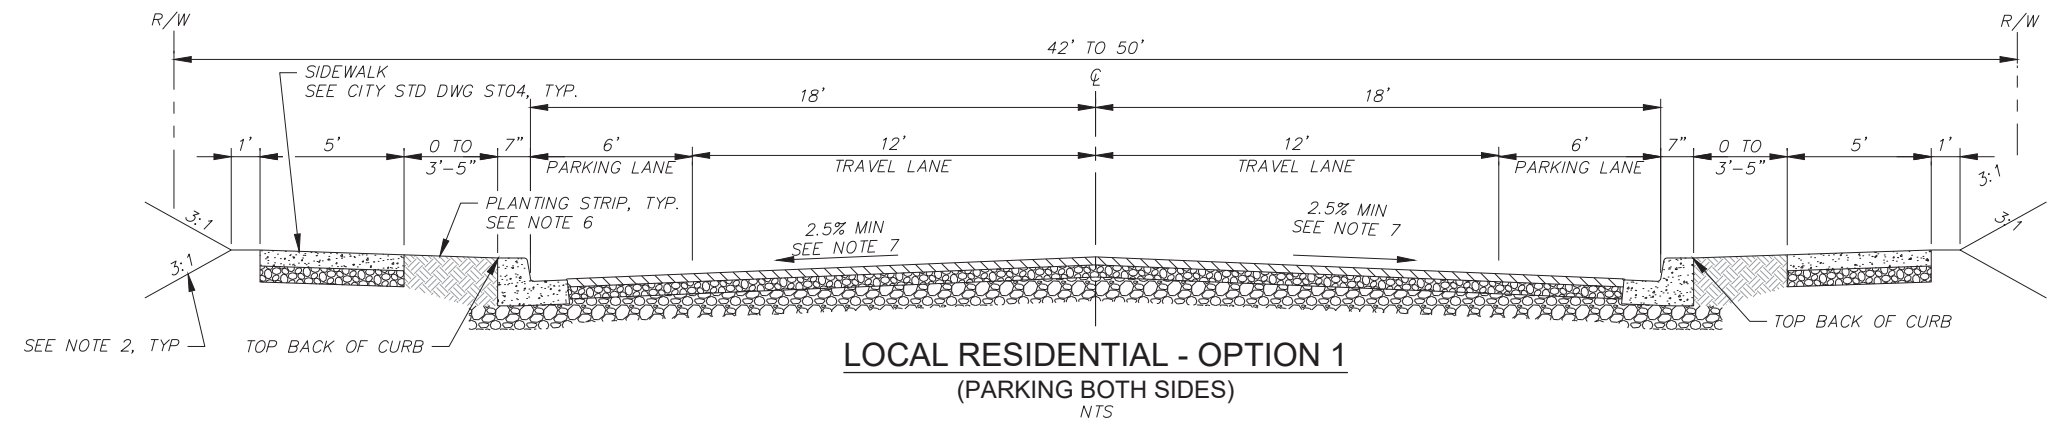 R/W
R/W
42' TO 50'
SIDEWALK
SEE CITY STD DWG ST04, TYP.
℄
18'
18'
1'
5'
0 TO
3'-5"
7"
6'
PARKING LANE
12'
TRAVEL LANE
12'
TRAVEL LANE
6'
PARKING LANE
7"
0 TO
3'-5"
5'
1'
3:1
3:1
3:1
3:1
PLANTING STRIP, TYP.
SEE NOTE 6
2.5% MIN
SEE NOTE 7
2.5% MIN
SEE NOTE 7
SEE NOTE 2, TYP
TOP BACK OF CURB
TOP BACK OF CURB
LOCAL RESIDENTIAL - OPTION 1
(PARKING BOTH SIDES)
NTS